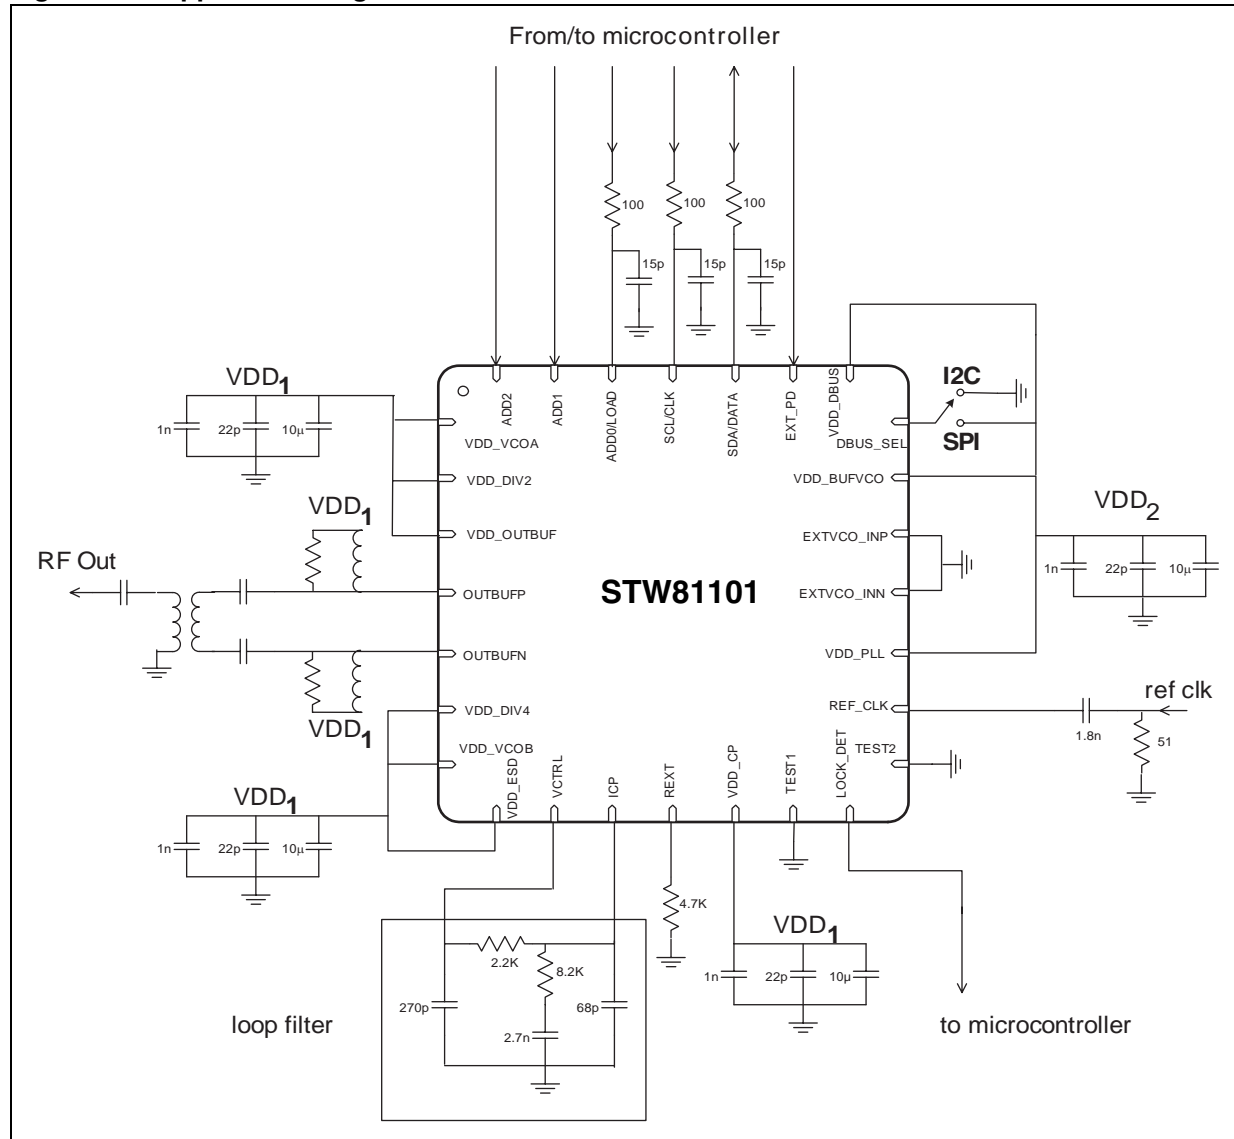 From/to microcontroller
100
100
100
15p
15p
15p
ADD2
ADD1
ADD0/LOAD
SCL/CLK
SDA/DATA
EXT_PD
VDD_DBUS
VDD1
1n
22p
10µ
VDD_VCOA
VDD_DIV2
VDD_OUTBUF
VDD1
RF Out
OUTBUFP
OUTBUFN
VDD1
VDD_DIV4
VDD_VCOB
VDD1
1n
22p
10µ
STW81101
I2C
SPI
DBUS_SEL
VDD_BUFVCO
EXTVCO_INP
EXTVCO_INN
VDD_PLL
VDD2
1n
22p
10µ
REF_CLK
ref clk
1.8n
51
TEST2
VDD_ESD
VCTRL
ICP
REXT
VDD_CP
TEST1
LOCK_DET
4.7K
VDD1
1n
22p
10µ
2.2K
8.2K
270p
68p
2.7n
loop filter
to microcontroller